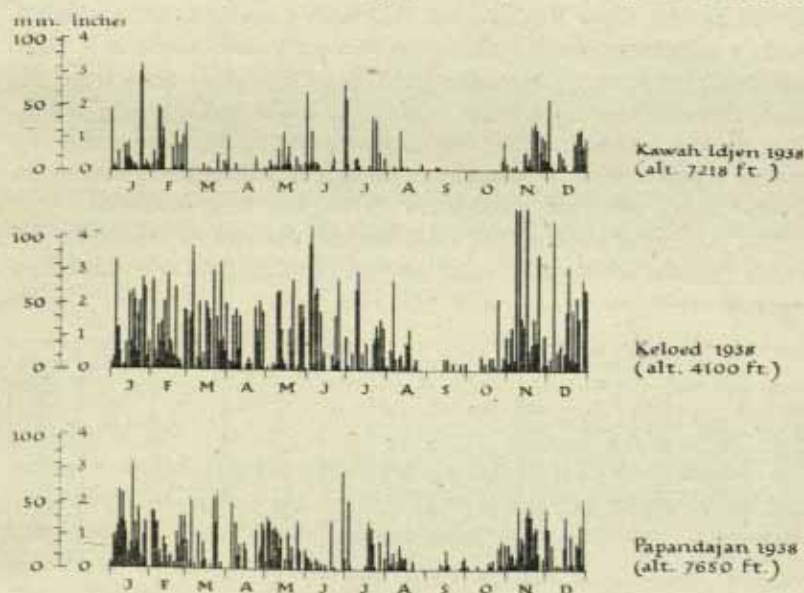 mm. Inches
100 4
3
50 2
1
0 0
J F M A M J J A S O N D
Kawah Idjen 1938
(alt. 7218 ft.)
100 4
3
50 2
1
0 0
J F M A M J J A S O N D
Keloed 1938
(alt. 4100 ft.)
100 4
3
50 2
1
0 0
J F M A M J J A S O N D
Papandajan 1938
(alt. 7650 ft.)